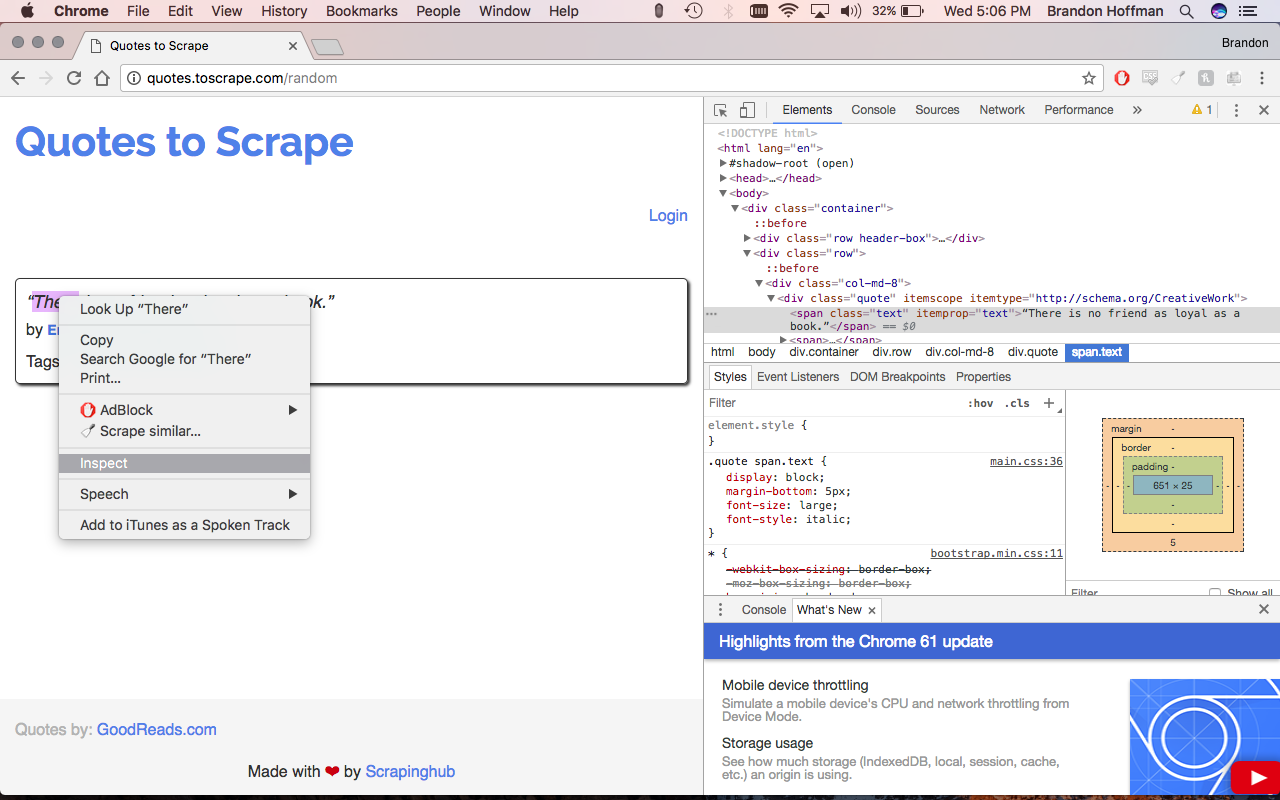 Chrome File Edit View History Bookmarks People Window Help 32% Wed 5:06 PM Brandon Hoffman
Quotes to Scrape
Brandon
quotes.toscrape.com/random
Quotes to Scrape
Login
“The
ook.”
by
Tags
Look Up “There”
Copy
Search Google for “There”
Print...
AdBlock
Scrape similar...
Inspect
Speech
Add to iTunes as a Spoken Track
Quotes by: GoodReads.com
Made with ❤ by Scrapinghub
Elements Console Sources Network Performance » 1
<!DOCTYPE html>
<html lang="en">
▶#shadow-root (open)
▶<head>…</head>
▼<body>
▼<div class="container">
::before
▶<div class="row header-box">…</div>
▼<div class="row">
::before
▼<div class="col-md-8">
▼<div class="quote" itemscope itemtype="http://schema.org/CreativeWork">
<span class="text" itemprop="text">“There is no friend as loyal as a
book.”</span> == $0
▶<span>…</span>
html body div.container div.row div.col-md-8 div.quote span.text
Styles Event Listeners DOM Breakpoints Properties
Filter :hov .cls +
element.style {
}
.quote span.text { main.css:36
display: block;
margin-bottom: 5px;
font-size: large;
font-style: italic;
}
* { bootstrap.min.css:11
-webkit-box-sizing: border-box;
-moz-box-sizing: border-box;
margin -
border -
padding -
- - - 651 × 25 - - -
-
-
5
Filter Show all
Console What's New
Highlights from the Chrome 61 update
Mobile device throttling
Simulate a mobile device's CPU and network throttling from
Device Mode.
Storage usage
See how much storage (IndexedDB, local, session, cache,
etc.) an origin is using.